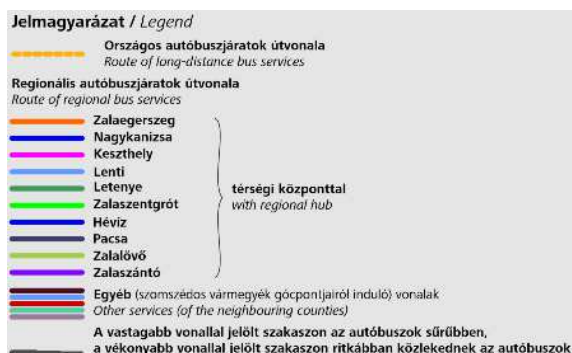 Jelmagyarázat / Legend
Országos autóbuszjáratok útvonala
Route of long-distance bus services
Regionális autóbuszjáratok útvonala
Route of regional bus services
Zalaegerszeg
Nagykanizsa
Keszthely
Lenti
Letenye
Zalaszentgrót
Hévíz
Pacsa
Zalalövő
Zalaszántó
térségi központtal
with regional hub
Egyéb (szomszédos vármegyék gócpontjairól induló) vonalak
Other services (of the neighbouring counties)
A vastagabb vonallal jelölt szakaszon az autóbuszok sűrűbben,
a vékonyabb vonallal jelölt szakaszon ritkábban közlekednek az autóbuszok